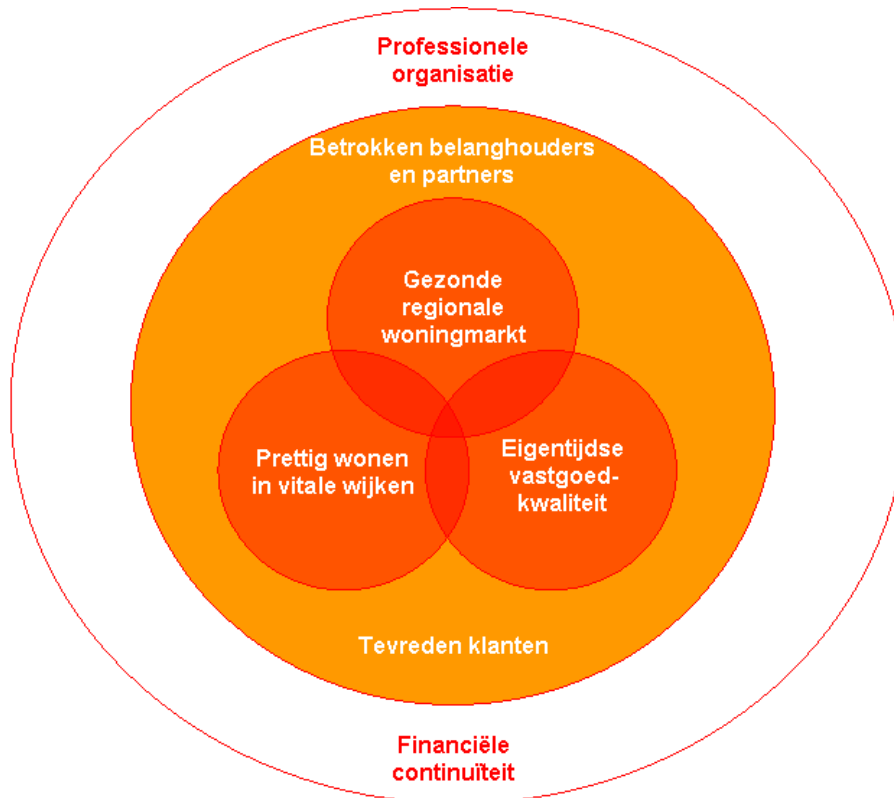 Professionele
organisatie
Betrokken belanghouders
en partners
Gezonde
regionale
woningmarkt
Prettig wonen
in vitale wijken
Eigentijdse
vastgoed-
kwaliteit
Tevreden klanten
Financiële
continuïteit